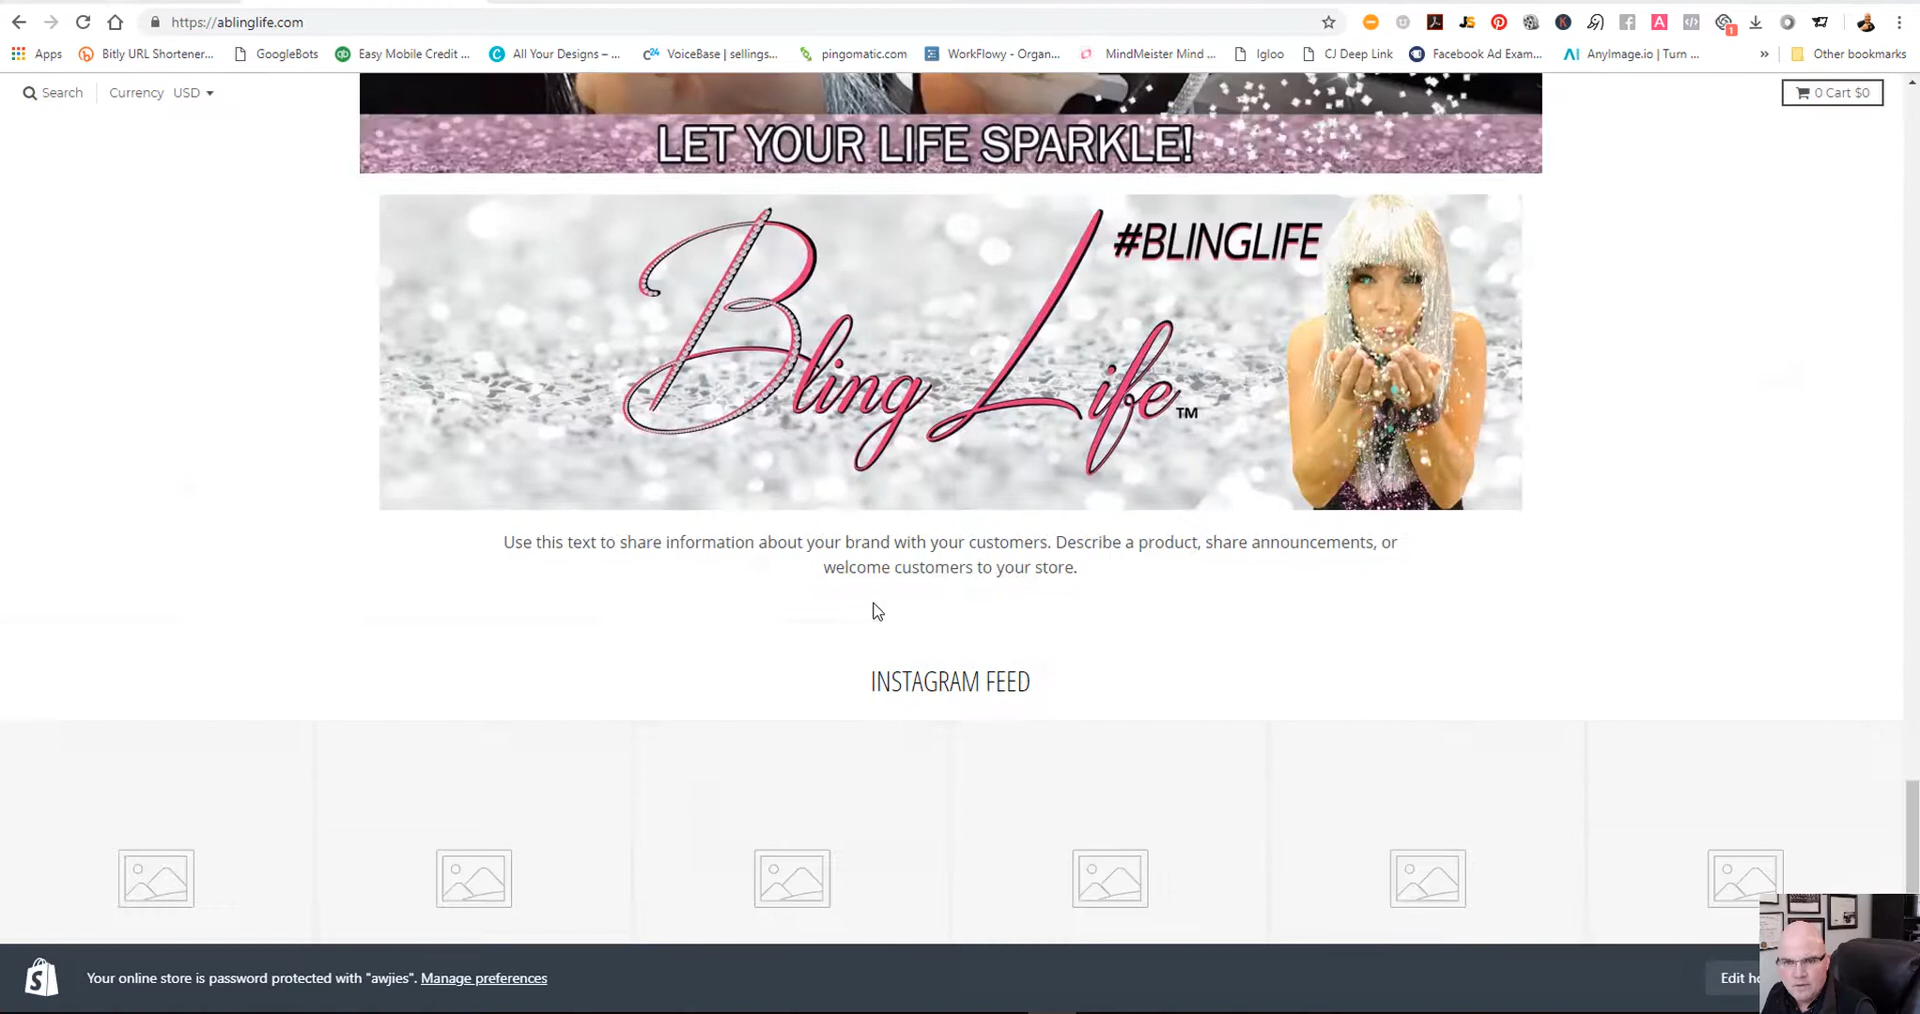 https://ablinglife.com
Apps
Bitly URL Shortener...
GoogleBots
Easy Mobile Credit ...
All Your Designs – ...
VoiceBase | sellings...
pingomatic.com
WorkFlowy - Organ...
MindMeister Mind ...
Igloo
CJ Deep Link
Facebook Ad Exam...
AnyImage.io | Turn ...
»
Other bookmarks
Search
Currency USD
0 Cart $0
LET YOUR LIFE SPARKLE!
#BLINGLIFE
Bling Life™
Use this text to share information about your brand with your customers. Describe a product, share announcements, or
welcome customers to your store.
INSTAGRAM FEED
Your online store is password protected with "awjies". Manage preferences
Edit